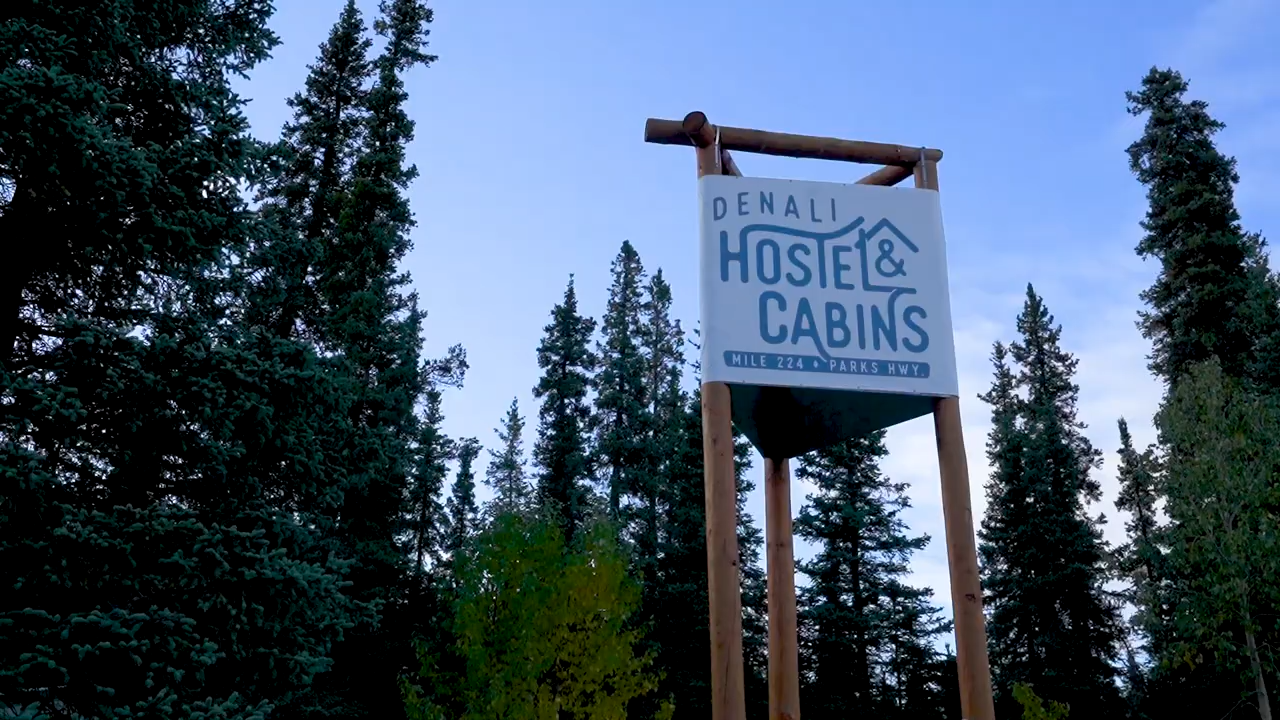 DENALI
HOSTEL &
CABINS
MILE 224 • PARKS HWY.